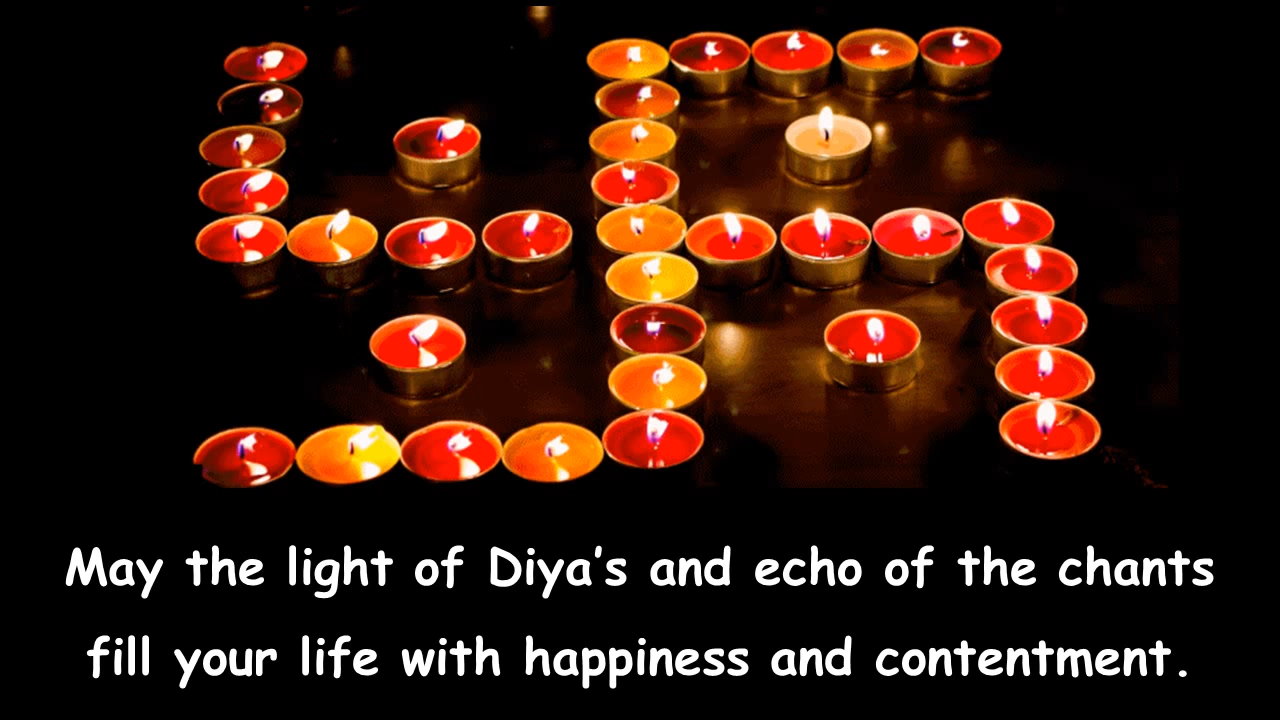 May the light of Diya's and echo of the chants
fill your life with happiness and contentment.